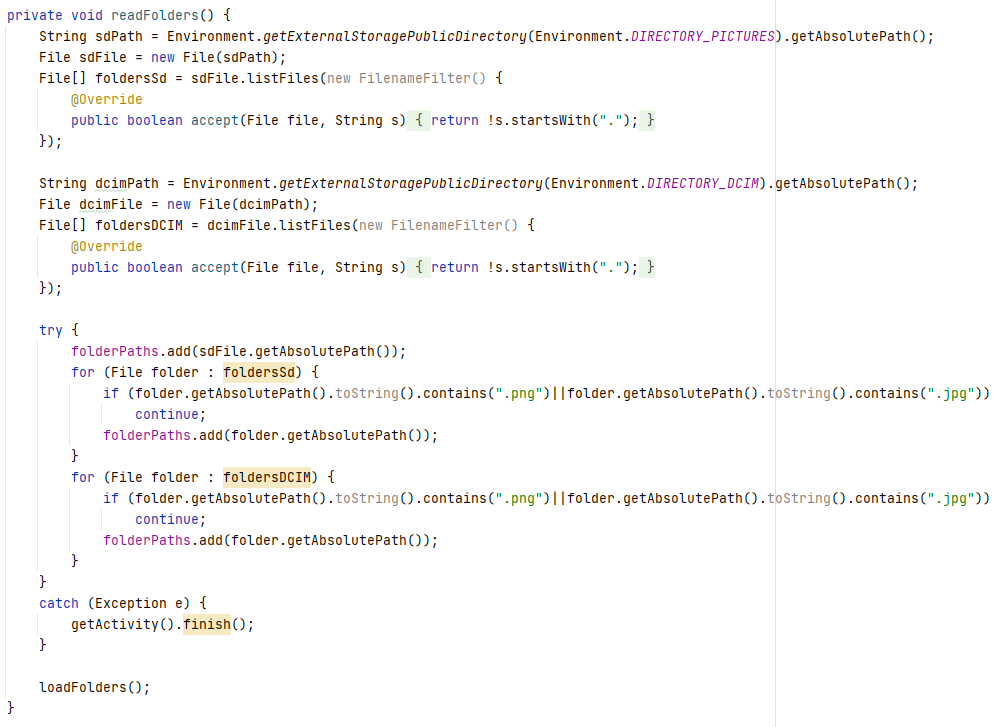 private void readFolders() {
    String sdPath = Environment.getExternalStoragePublicDirectory(Environment.DIRECTORY_PICTURES).getAbsolutePath();
    File sdFile = new File(sdPath);
    File[] foldersSd = sdFile.listFiles(new FilenameFilter() {
        @Override
        public boolean accept(File file, String s) { return !s.startsWith("."); }
    });

    String dcimPath = Environment.getExternalStoragePublicDirectory(Environment.DIRECTORY_DCIM).getAbsolutePath();
    File dcimFile = new File(dcimPath);
    File[] foldersDCIM = dcimFile.listFiles(new FilenameFilter() {
        @Override
        public boolean accept(File file, String s) { return !s.startsWith("."); }
    });

    try {
        folderPaths.add(sdFile.getAbsolutePath());
        for (File folder : foldersSd) {
            if (folder.getAbsolutePath().toString().contains(".png")||folder.getAbsolutePath().toString().contains(".jpg"))
                continue;
            folderPaths.add(folder.getAbsolutePath());
        }
        for (File folder : foldersDCIM) {
            if (folder.getAbsolutePath().toString().contains(".png")||folder.getAbsolutePath().toString().contains(".jpg"))
                continue;
            folderPaths.add(folder.getAbsolutePath());
        }
    }
    catch (Exception e) {
        getActivity().finish();
    }

    loadFolders();
}